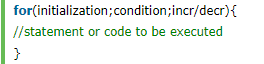 for(initialization;condition;incr/decr){
//statement or code to be executed
}